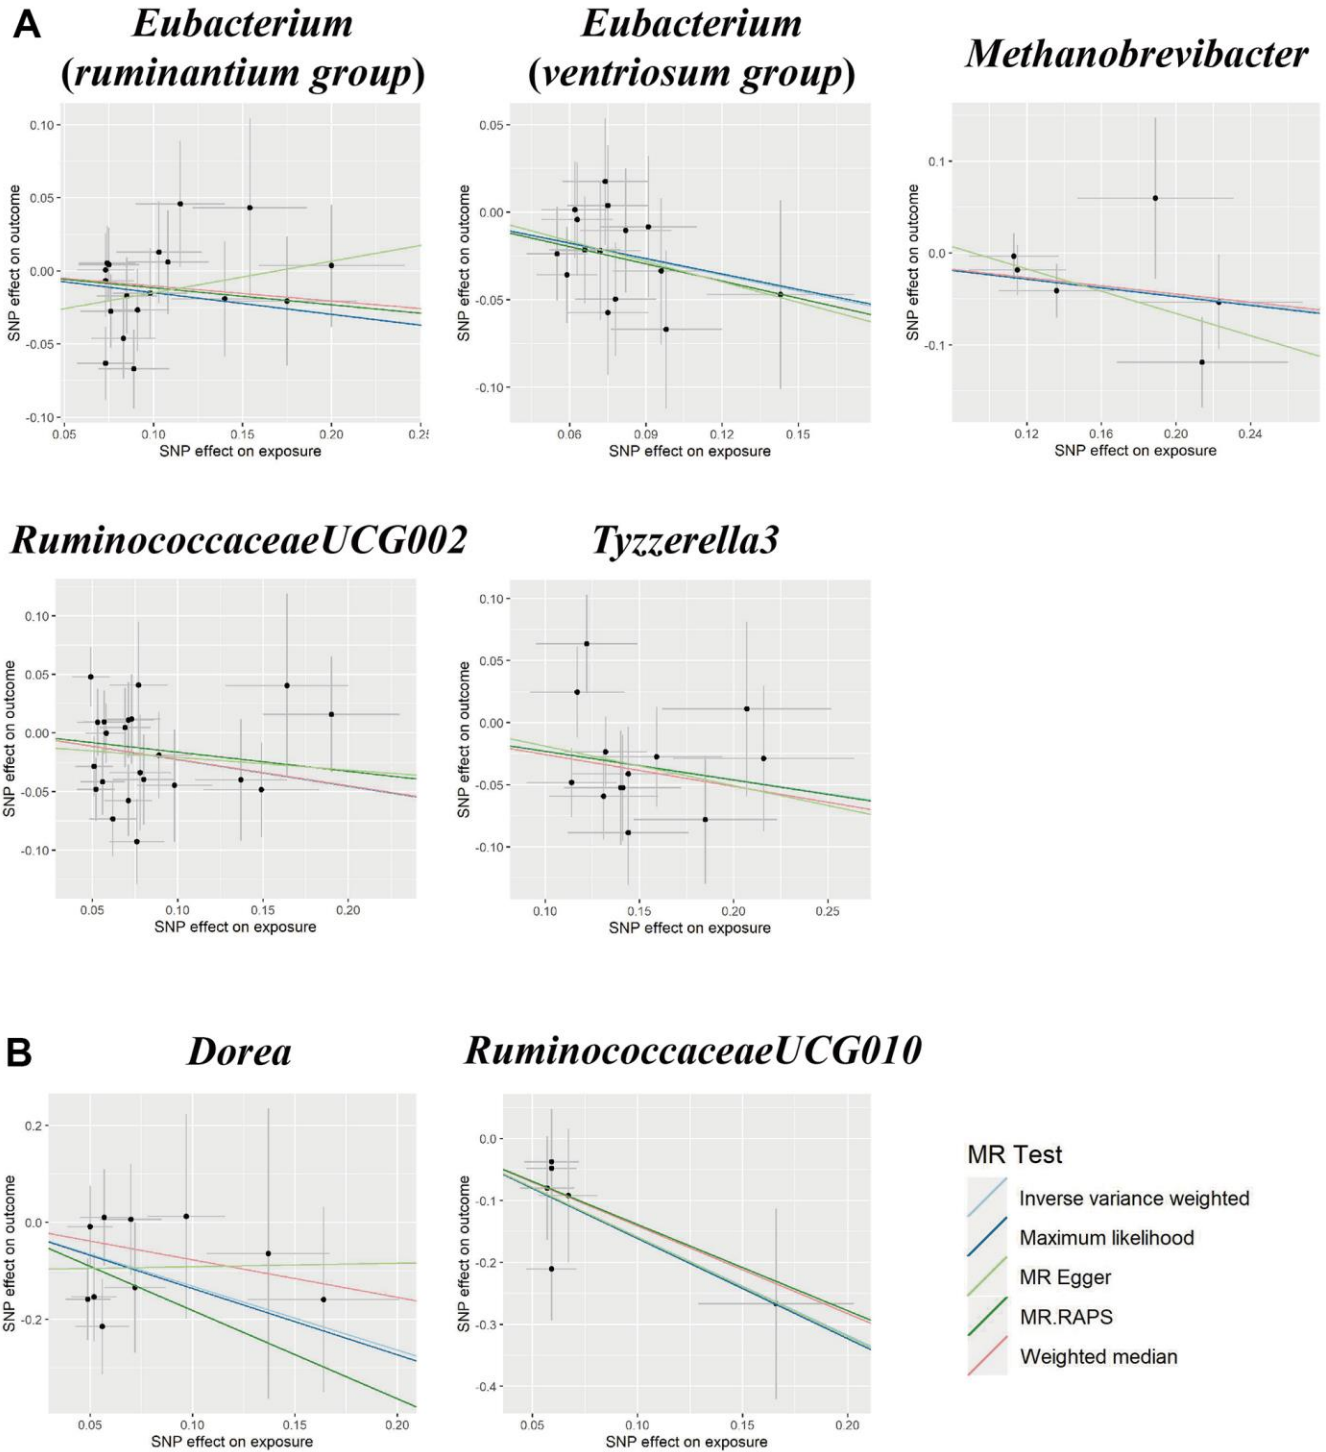 A
Eubacterium
(ruminantium group)
Eubacterium
(ventriosum group)
Methanobrevibacter
SNP effect on outcome
0.10
0.05
0.00
-0.05
-0.10
0.05 0.10 0.15 0.20
SNP effect on exposure
SNP effect on outcome
0.05
0.00
-0.05
-0.10
0.06 0.09 0.12 0.15
SNP effect on exposure
SNP effect on outcome
0.1
0.0
-0.1
0.12 0.16 0.20 0.24
SNP effect on exposure
RuminococcaceaeUCG002
Tyzzerella3
SNP effect on outcome
0.10
0.05
0.00
-0.05
-0.10
0.05 0.10 0.15 0.20
SNP effect on exposure
SNP effect on outcome
0.10
0.05
0.00
-0.05
-0.10
0.10 0.15 0.20 0.25
SNP effect on exposure
B
Dorea
RuminococcaceaeUCG010
SNP effect on outcome
0.2
0.0
-0.2
0.05 0.10 0.15 0.20
SNP effect on exposure
SNP effect on outcome
0.0
-0.1
-0.2
-0.3
-0.4
0.05 0.10 0.15 0.20
SNP effect on exposure
MR Test
Inverse variance weighted
Maximum likelihood
MR Egger
MR.RAPS
Weighted median